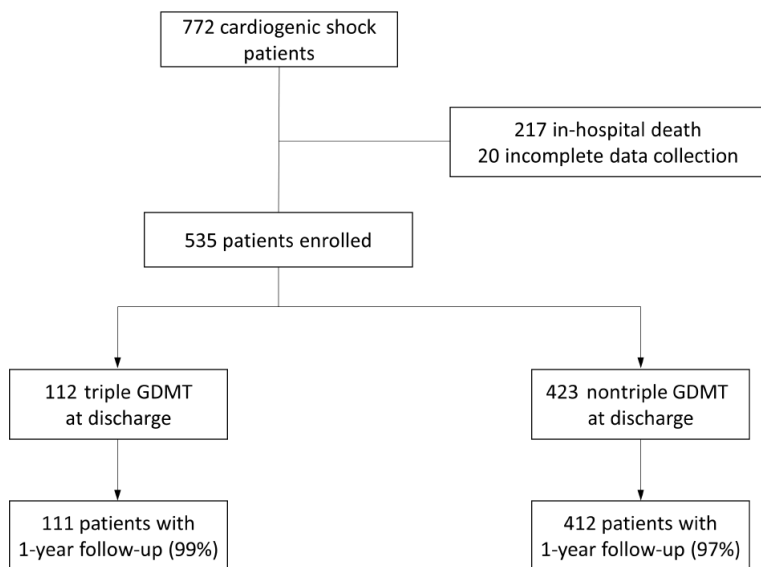 772 cardiogenic shock
patients
217 in-hospital death
20 incomplete data collection
535 patients enrolled
112 triple GDMT
at discharge
423 nontriple GDMT
at discharge
111 patients with
1-year follow-up (99%)
412 patients with
1-year follow-up (97%)